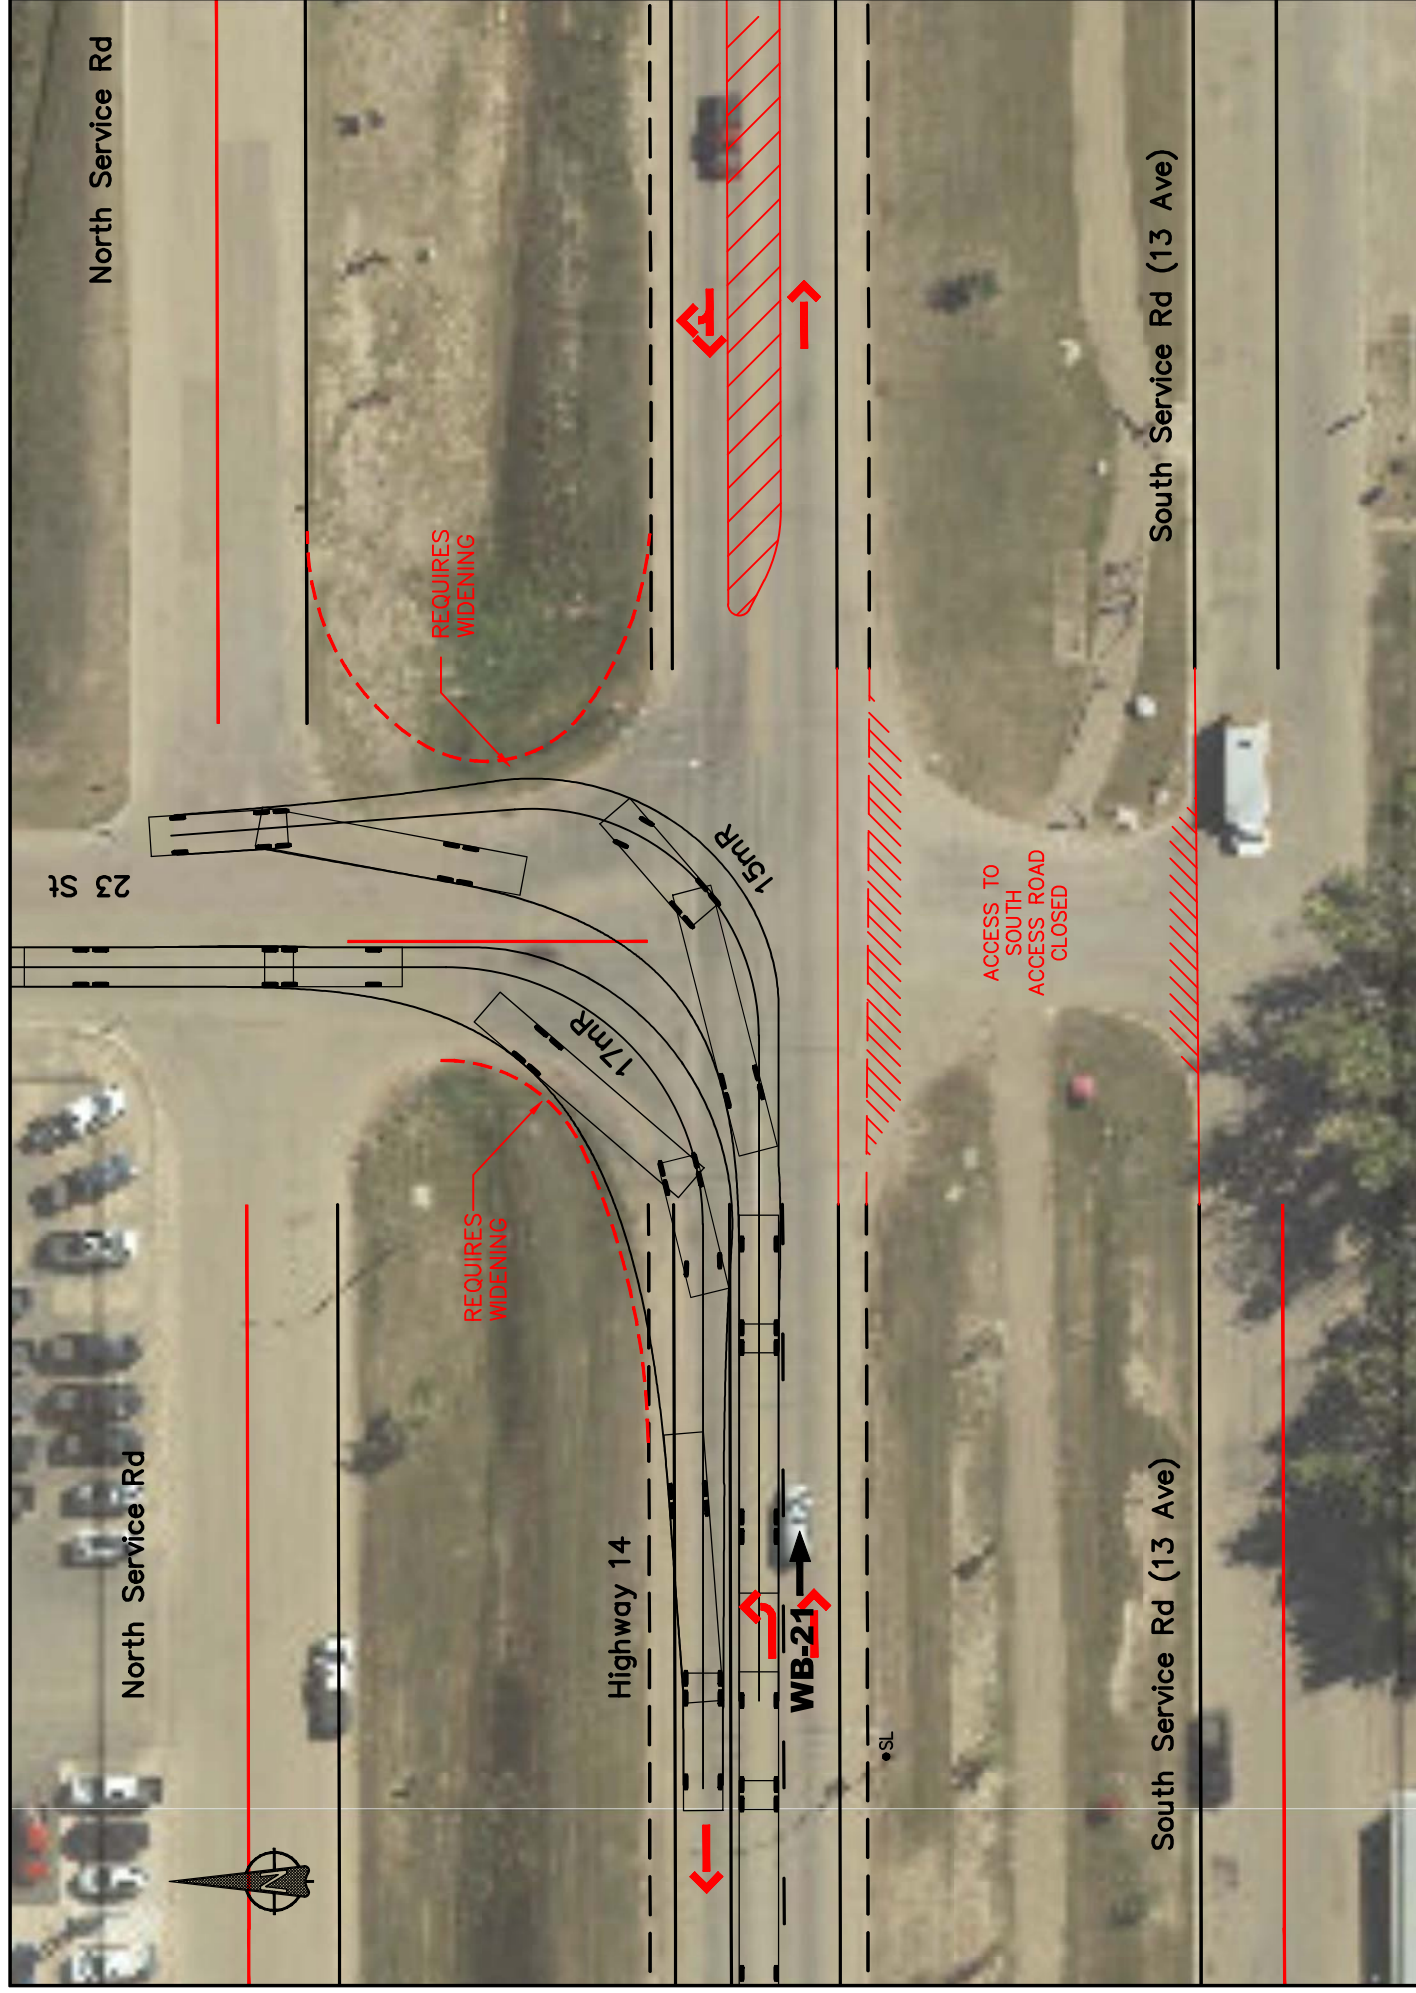 North Service Rd
North Service Rd
23 St
REQUIRES
WIDENING
REQUIRES
WIDENING
15mR
17mR
Highway 14
WB-21
SL
ACCESS TO
SOUTH
ACCESS ROAD
CLOSED
South Service Rd (13 Ave)
South Service Rd (13 Ave)
N